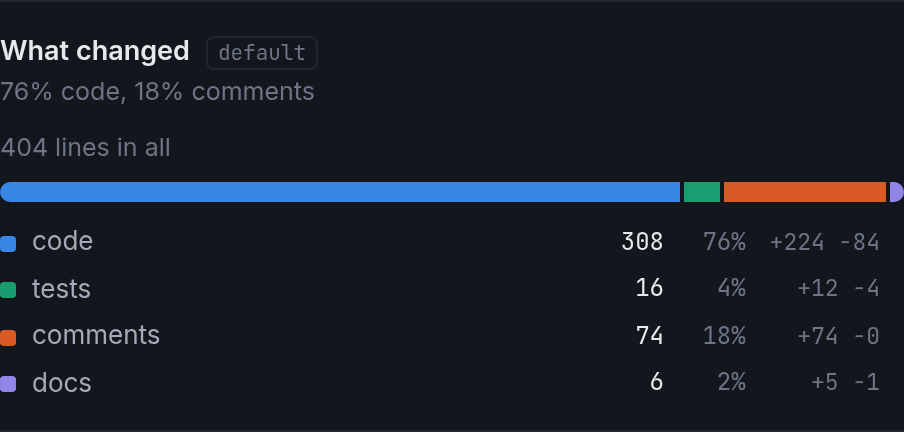 What changed default
76% code, 18% comments
404 lines in all
code 308 76% +224 -84
tests 16 4% +12 -4
comments 74 18% +74 -0
docs 6 2% +5 -1